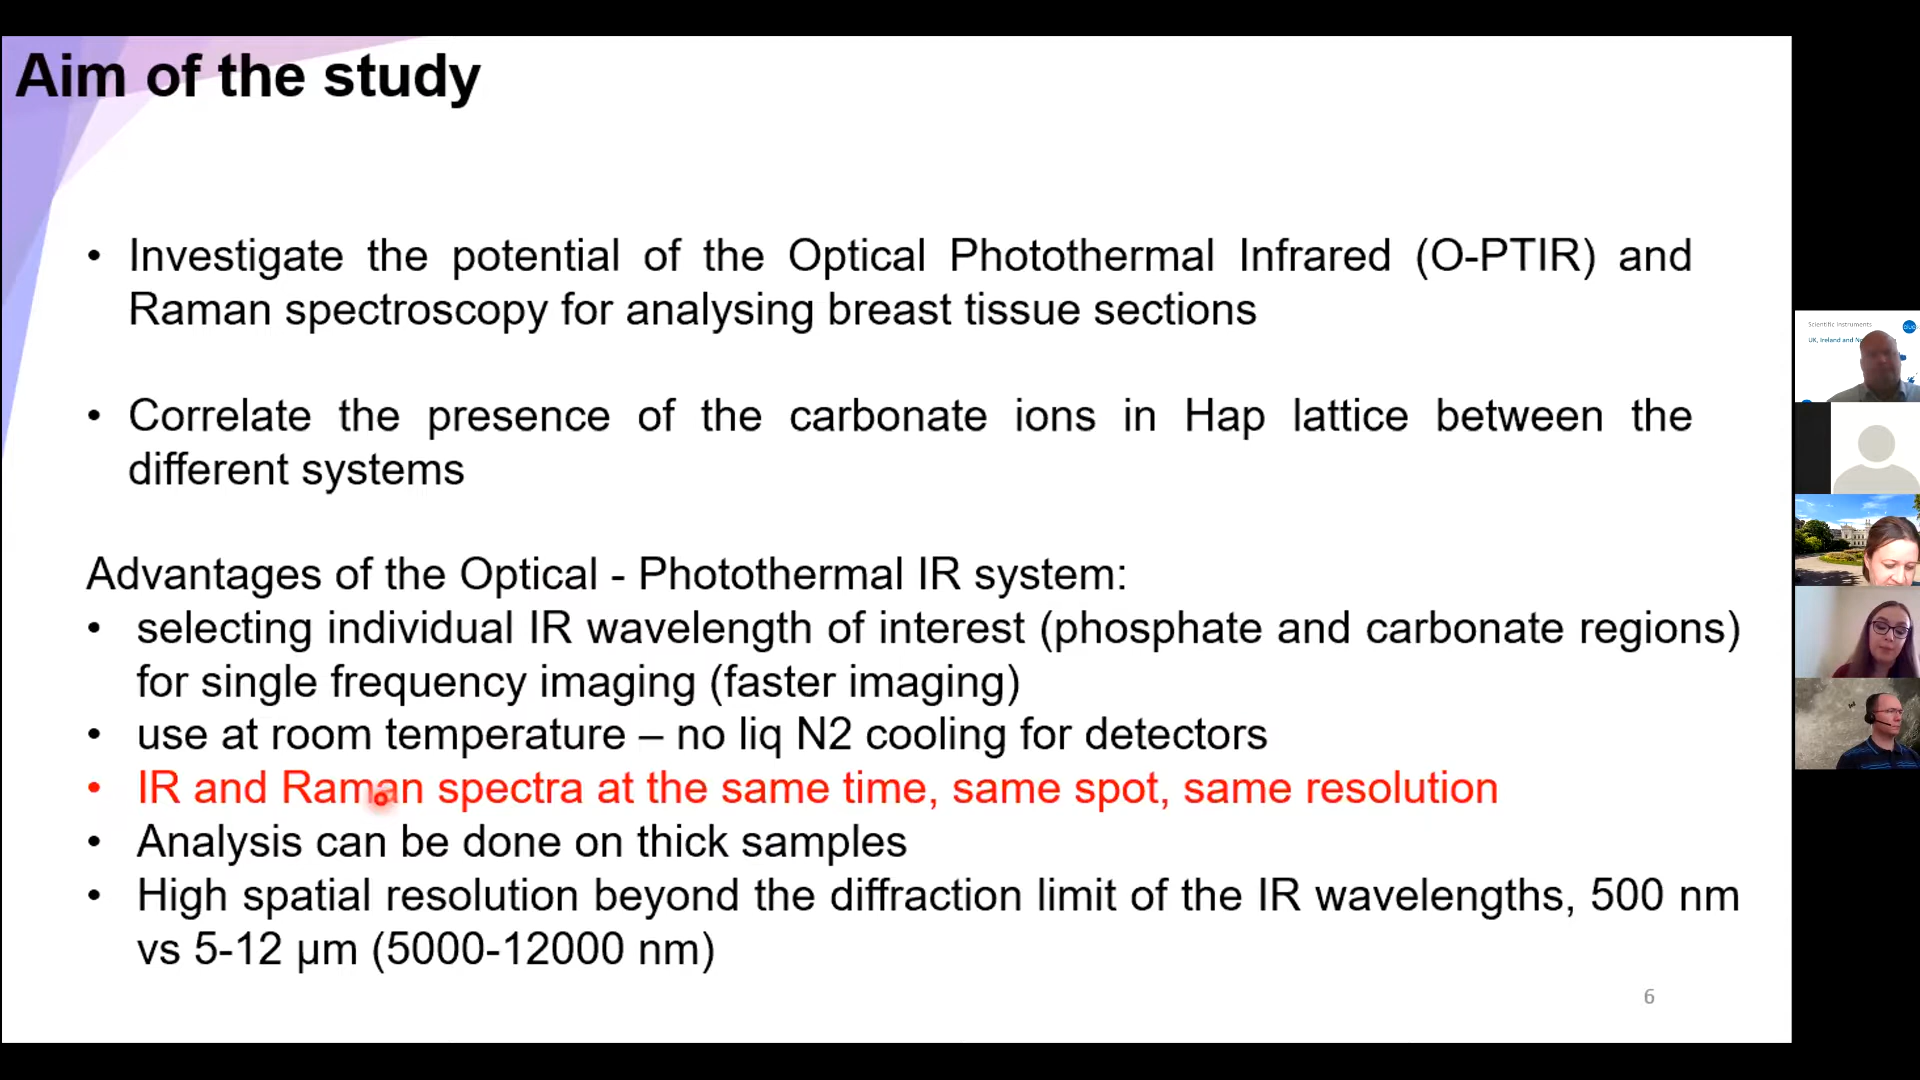 Aim of the study
• Investigate the potential of the Optical Photothermal Infrared (O-PTIR) and
Raman spectroscopy for analysing breast tissue sections
• Correlate the presence of the carbonate ions in Hap lattice between the
different systems
Advantages of the Optical - Photothermal IR system:
• selecting individual IR wavelength of interest (phosphate and carbonate regions)
for single frequency imaging (faster imaging)
• use at room temperature – no liq N2 cooling for detectors
• IR and Raman spectra at the same time, same spot, same resolution
• Analysis can be done on thick samples
• High spatial resolution beyond the diffraction limit of the IR wavelengths, 500 nm
vs 5-12 µm (5000-12000 nm)
6
Scientific Instruments
UK, Ireland and